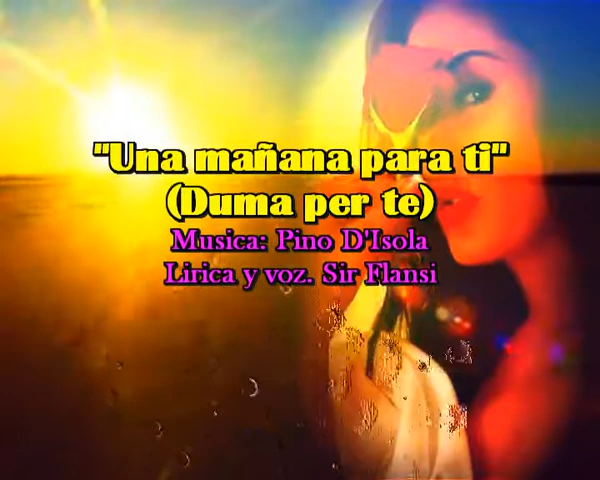 "Una mañana para ti"
(Duma per te)
Musica: Pino D'Isola
Lirica y voz. Sir Flansi